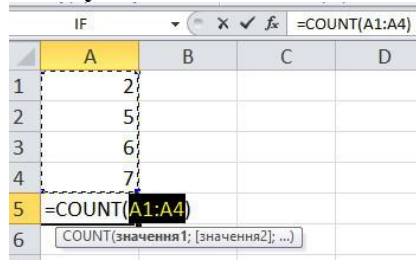 IF fx =COUNT(A1:A4)
A B C D
1 2
2 5
3 6
4 7
5 =COUNT(A1:A4)
6 COUNT(значення1; [значення2]; ...)